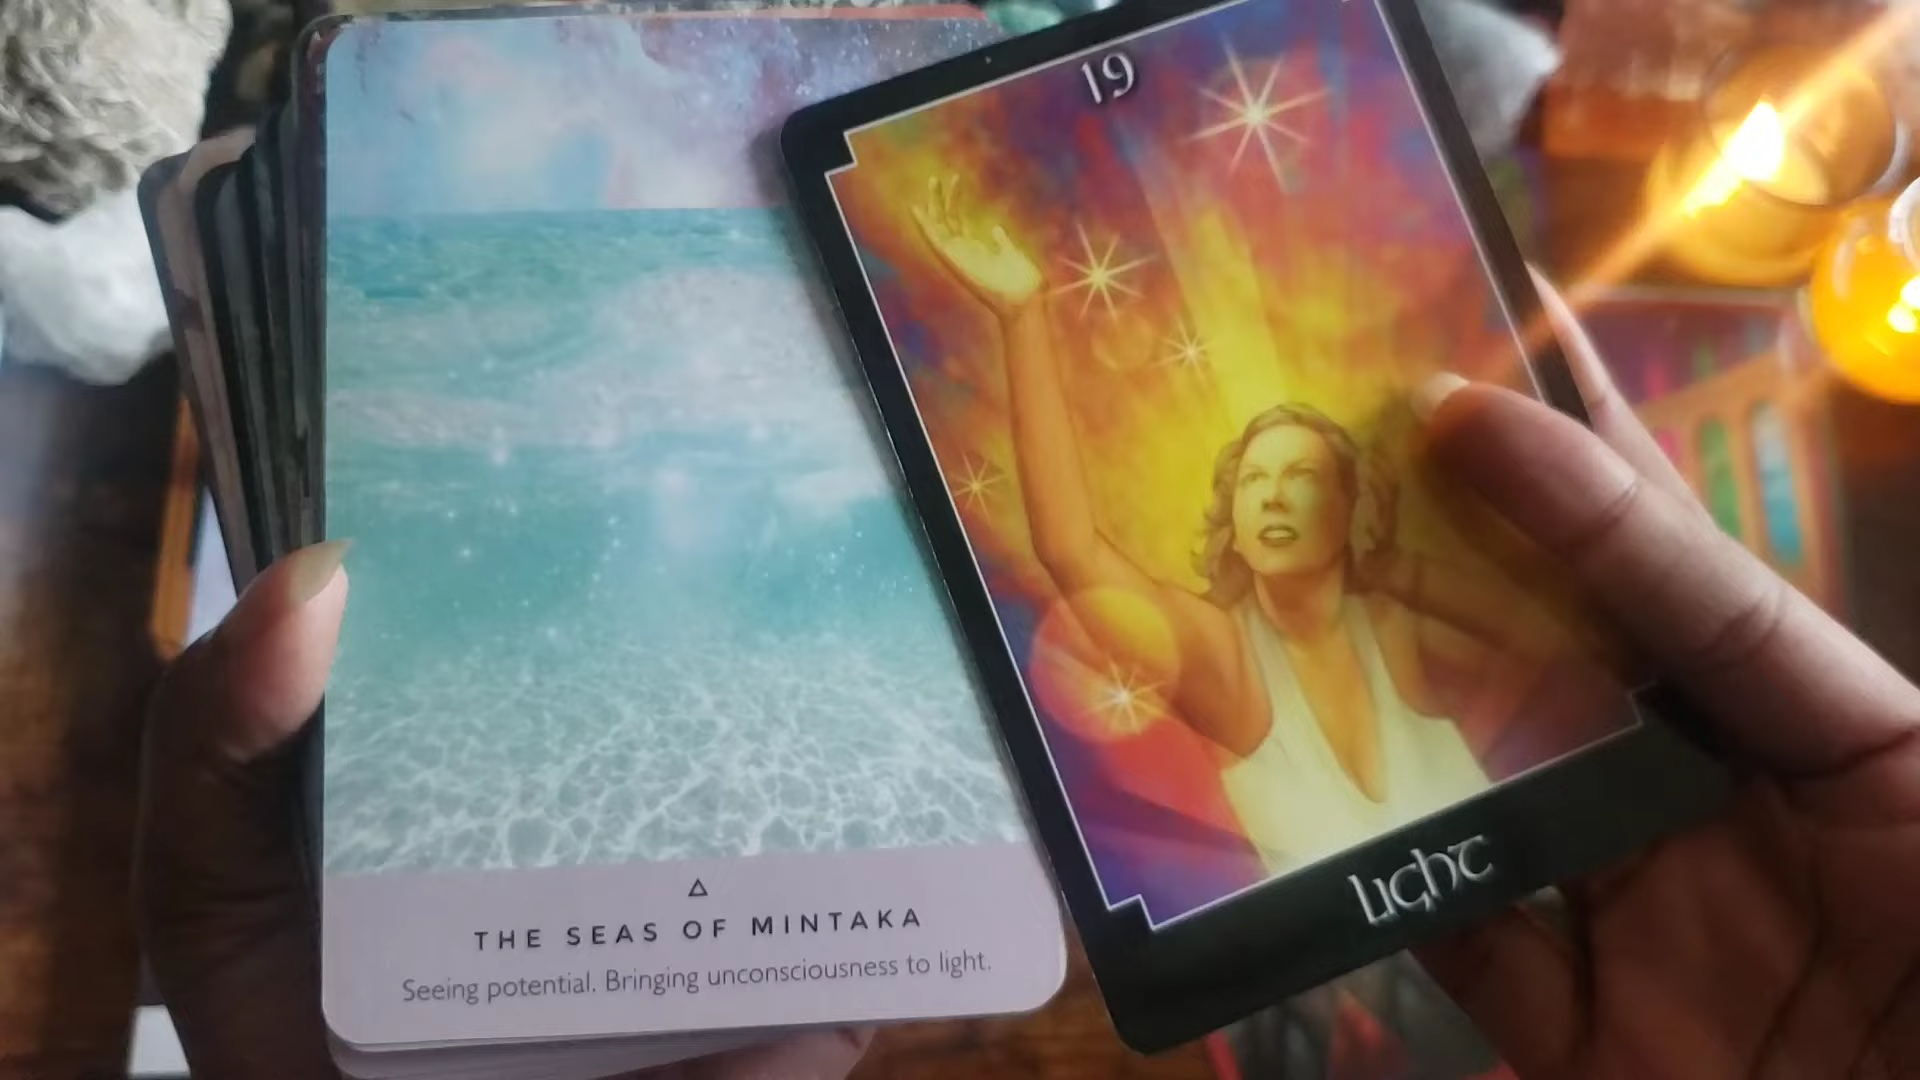 THE SEAS OF MINTAKA
Seeing potential. Bringing unconsciousness to light.
19
Light